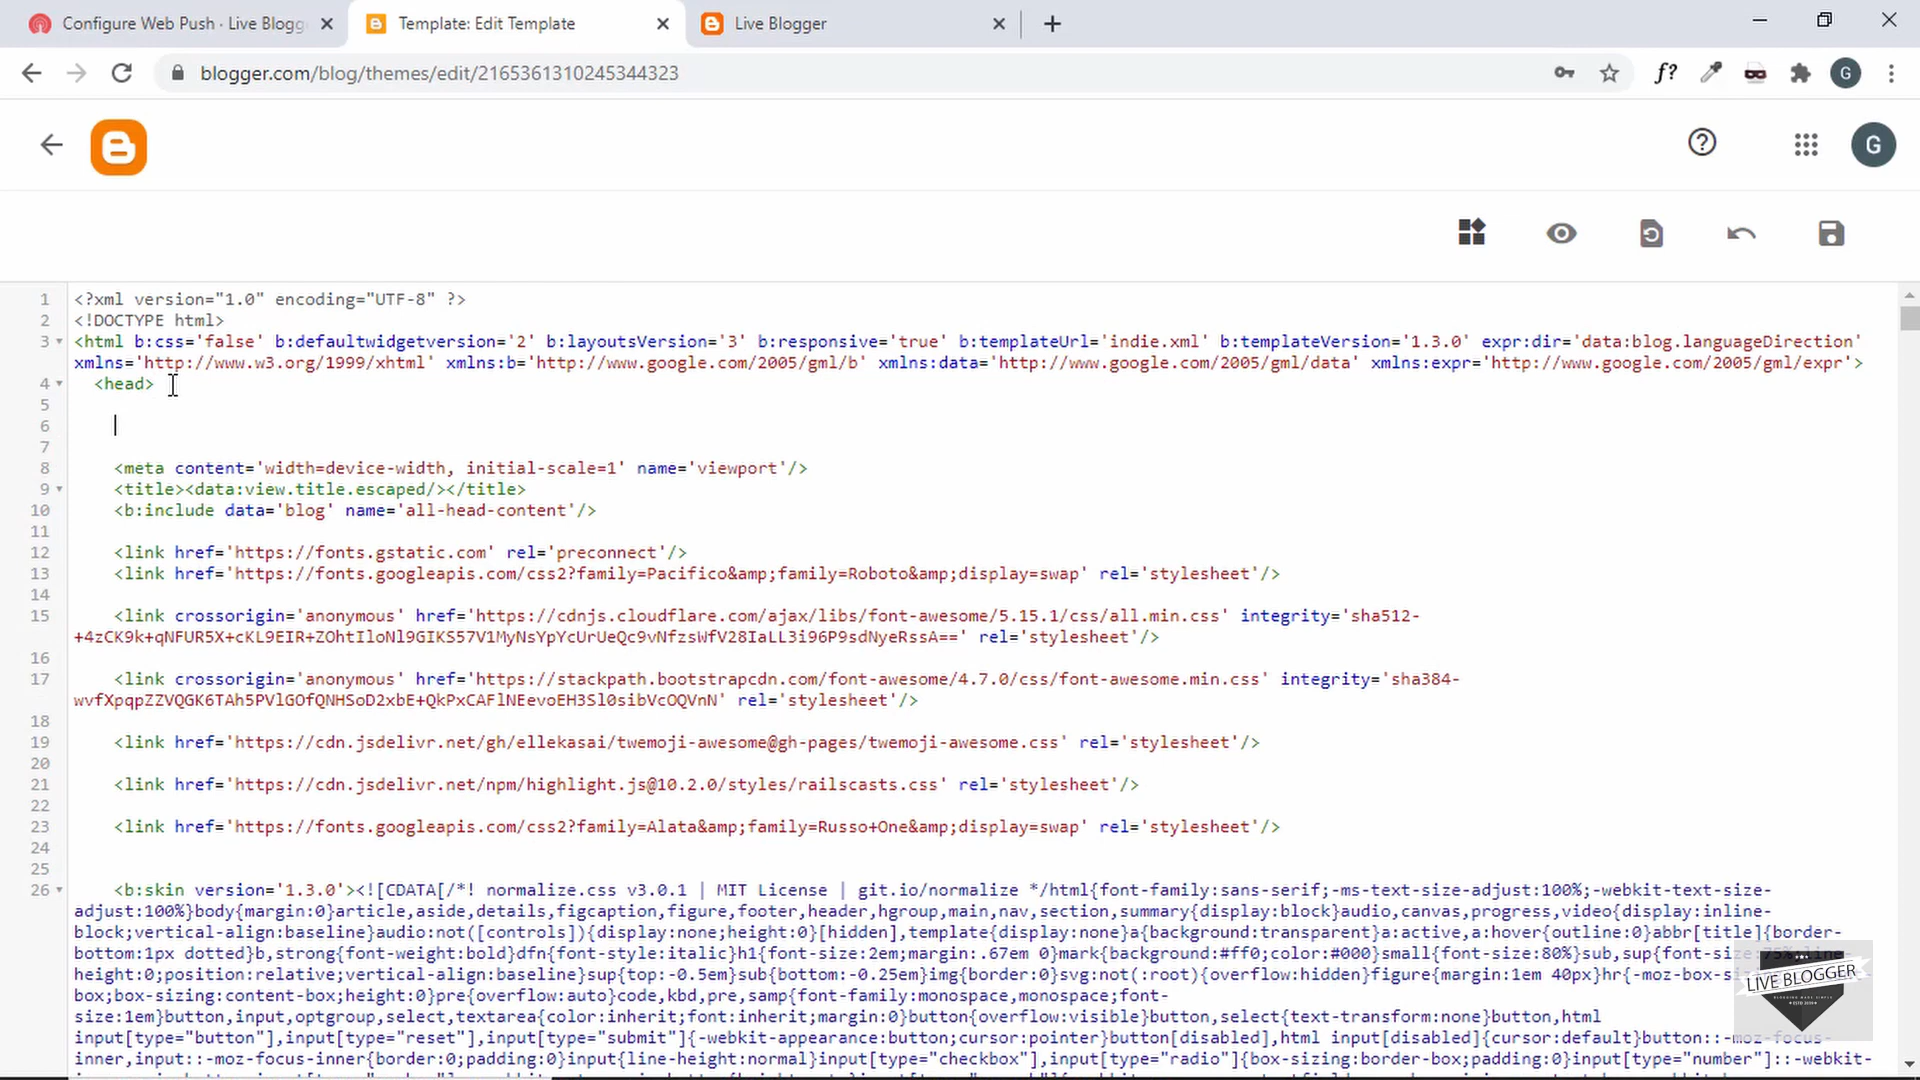 Configure Web Push · Live Blogge
Template: Edit Template
Live Blogger
blogger.com/blog/themes/edit/2165361310245344323
f?
G
G
1 <?xml version="1.0" encoding="UTF-8" ?>
2 <!DOCTYPE html>
3 <html b:css='false' b:defaultwidgetversion='2' b:layoutsVersion='3' b:responsive='true' b:templateUrl='indie.xml' b:templateVersion='1.3.0' expr:dir='data:blog.languageDirection'
xmlns='http://www.w3.org/1999/xhtml' xmlns:b='http://www.google.com/2005/gml/b' xmlns:data='http://www.google.com/2005/gml/data' xmlns:expr='http://www.google.com/2005/gml/expr'>
4 <head>
5
6
7
8 <meta content='width=device-width, initial-scale=1' name='viewport'/>
9 <title><data:view.title.escaped/></title>
10 <b:include data='blog' name='all-head-content'/>
11
12 <link href='https://fonts.gstatic.com' rel='preconnect'/>
13 <link href='https://fonts.googleapis.com/css2?family=Pacifico&amp;family=Roboto&amp;display=swap' rel='stylesheet'/>
14
15 <link crossorigin='anonymous' href='https://cdnjs.cloudflare.com/ajax/libs/font-awesome/5.15.1/css/all.min.css' integrity='sha512-
+4zCK9k+qNFUR5X+cKL9EIR+ZOhtIloNl9GIKS57V1MyNsYpYcUrUeQc9vNfzsWfV28IaLL3i96P9sdNyeRssA==' rel='stylesheet'/>
16
17 <link crossorigin='anonymous' href='https://stackpath.bootstrapcdn.com/font-awesome/4.7.0/css/font-awesome.min.css' integrity='sha384-
wvfXpqpZZVQGK6TAh5PVlGOfQNHSoD2xbE+QkPxCAFlNEevoEH3Sl0sibVcOQVnN' rel='stylesheet'/>
18
19 <link href='https://cdn.jsdelivr.net/gh/ellekasai/twemoji-awesome@gh-pages/twemoji-awesome.css' rel='stylesheet'/>
20
21 <link href='https://cdn.jsdelivr.net/npm/highlight.js@10.2.0/styles/railscasts.css' rel='stylesheet'/>
22
23 <link href='https://fonts.googleapis.com/css2?family=Alata&amp;family=Russo+One&amp;display=swap' rel='stylesheet'/>
24
25
26 <b:skin version='1.3.0'><![CDATA[/*! normalize.css v3.0.1 | MIT License | git.io/normalize */html{font-family:sans-serif;-ms-text-size-adjust:100%;-webkit-text-size-
adjust:100%}body{margin:0}article,aside,details,figcaption,figure,footer,header,hgroup,main,nav,section,summary{display:block}audio,canvas,progress,video{display:inline-
block;vertical-align:baseline}audio:not([controls]){display:none;height:0}[hidden],template{display:none}a{background:transparent}a:active,a:hover{outline:0}abbr[title]{border-
bottom:1px dotted}b,strong{font-weight:bold}dfn{font-style:italic}h1{font-size:2em;margin:.67em 0}mark{background:#ff0;color:#000}small{font-size:80%}sub,sup{font-size:75%;line-
height:0;position:relative;vertical-align:baseline}sup{top:-0.5em}sub{bottom:-0.25em}img{border:0}svg:not(:root){overflow:hidden}figure{margin:1em 40px}hr{-moz-box-
box;box-sizing:content-box;height:0}pre{overflow:auto}code,kbd,pre,samp{font-family:monospace,monospace;font-
size:1em}button,input,optgroup,select,textarea{color:inherit;font:inherit;margin:0}button{overflow:visible}button,select{text-transform:none}button,html
input[type="button"],input[type="reset"],input[type="submit"]{-webkit-appearance:button;cursor:pointer}button[disabled],html input[disabled]{cursor:default}button::-moz-focus-
inner,input::-moz-focus-inner{border:0;padding:0}input{line-height:normal}input[type="checkbox"],input[type="radio"]{box-sizing:border-box;padding:0}input[type="number"]::-webkit-
LIVE BLOGGER